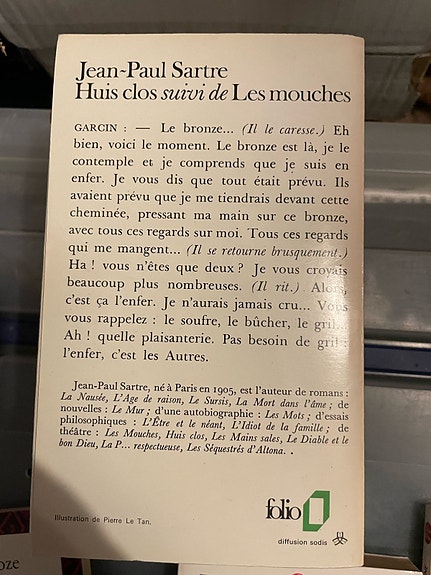 Jean-Paul Sartre
Huis clos suivi de Les mouches
GARCIN : — Le bronze... (Il le caresse.) Eh
bien, voici le moment. Le bronze est là, je le
contemple et je comprends que je suis en
enfer. Je vous dis que tout était prévu. Ils
avaient prévu que je me tiendrais devant cette
cheminée, pressant ma main sur ce bronze,
avec tous ces regards sur moi. Tous ces regards
qui me mangent... (Il se retourne brusquement.)
Ha ! vous n'êtes que deux ? Je vous croyais
beaucoup plus nombreuses. (Il rit.) Alors,
c'est ça l'enfer. Je n'aurais jamais cru... Vous
vous rappelez : le soufre, le bûcher, le gril...
Ah ! quelle plaisanterie. Pas besoin de gril :
l'enfer, c'est les Autres.
Jean-Paul Sartre, né à Paris en 1905, est l'auteur de romans :
La Nausée, L'Age de raison, Le Sursis, La Mort dans l'âme ; de
nouvelles : Le Mur ; d'une autobiographie : Les Mots ; d'essais
philosophiques : L'Être et le néant, L'Idiot de la famille ; de
théâtre : Les Mouches, Huis clos, Les Mains sales, Le Diable et le
bon Dieu, La P... respectueuse, Les Séquestrés d'Altona. .
folio
Illustration de Pierre Le Tan.
diffusion sodis
oze